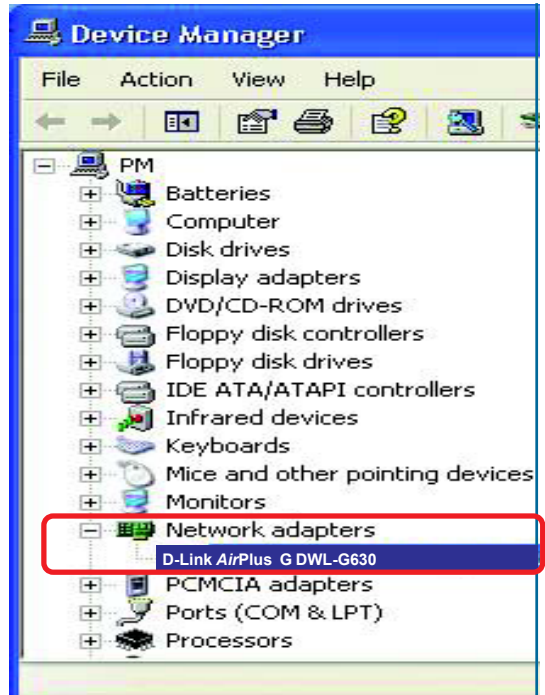 Device Manager
File Action View Help
PM
Batteries
Computer
Disk drives
Display adapters
DVD/CD-ROM drives
Floppy disk controllers
Floppy disk drives
IDE ATA/ATAPI controllers
Infrared devices
Keyboards
Mice and other pointing devices
Monitors
Network adapters
D-Link AirPlus G DWL-G630
PCMCIA adapters
Ports (COM & LPT)
Processors